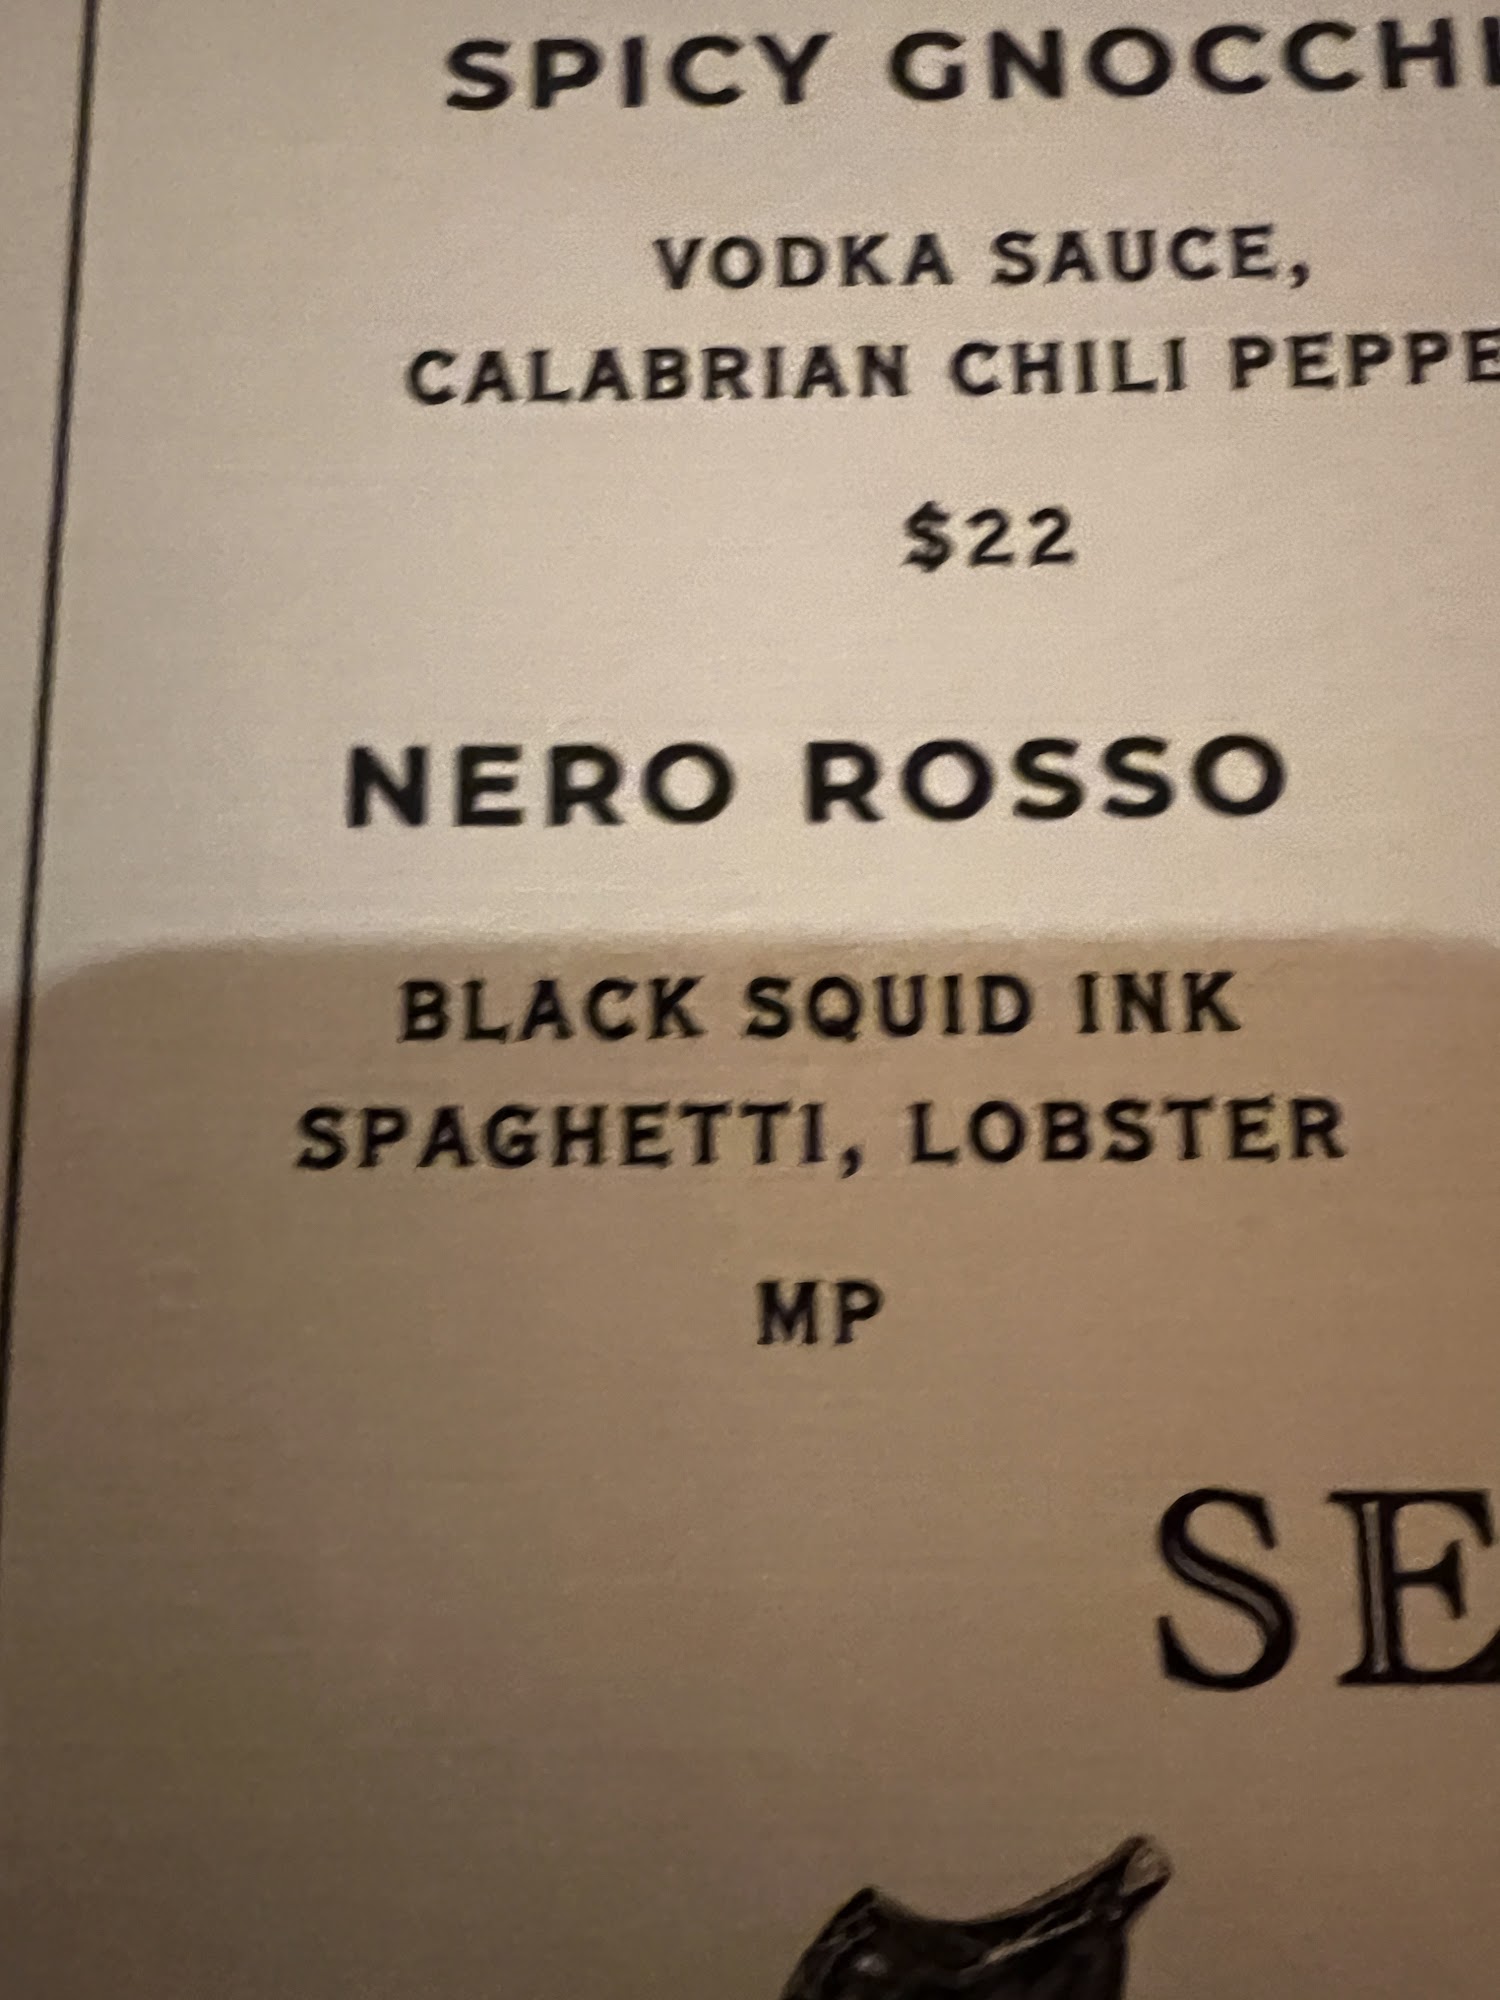 SPICY GNOCCHI
VODKA SAUCE,
CALABRIAN CHILI PEPPE
$22
NERO ROSSO
BLACK SQUID INK
SPAGHETTI, LOBSTER
MP
SE